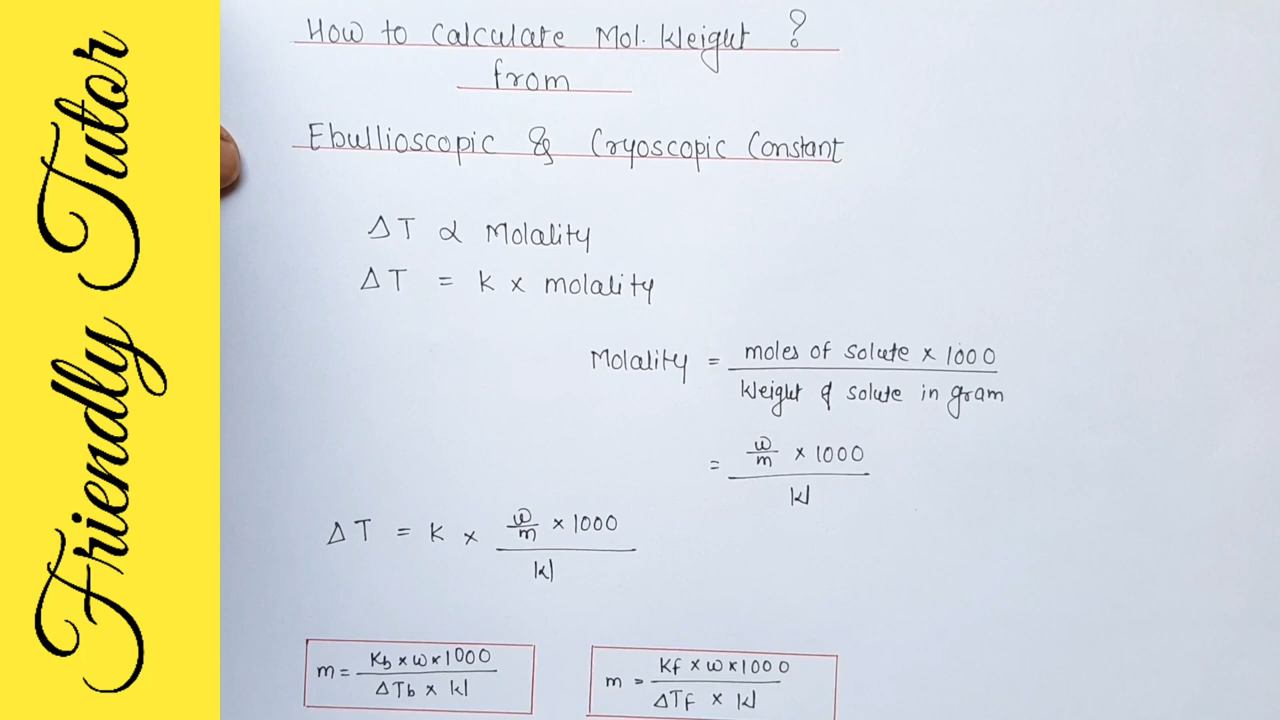 Friendly Tutor
How to Calculate Mol. Weight ?
from
Ebullioscopic & Cryoscopic Constant
ΔT ∝ Molality
ΔT = K × molality
Molality = moles of solute × 1000
Weight of solute in gram
= w/m × 1000
W
ΔT = K × w/m × 1000
W
m = Kb × w × 1000
ΔTb × W
m = Kf × w × 1000
ΔTf × W